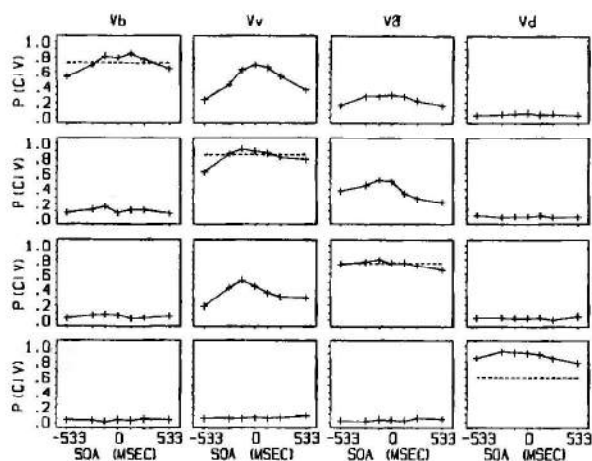 Vb Vv Vð Vd
P(C|V) 1.0 .8 .6 .4 .2 .0
P(C|V) 1.0 .8 .6 .4 .2 .0
P(C|V) 1.0 .8 .6 .4 .2 .0
P(C|V) 1.0 .8 .6 .4 .2 .0
-533 0 533 -533 0 533 -533 0 533 -533 0 533
SOA (MSEC) SOA (MSEC) SOA (MSEC) SOA (MSEC)